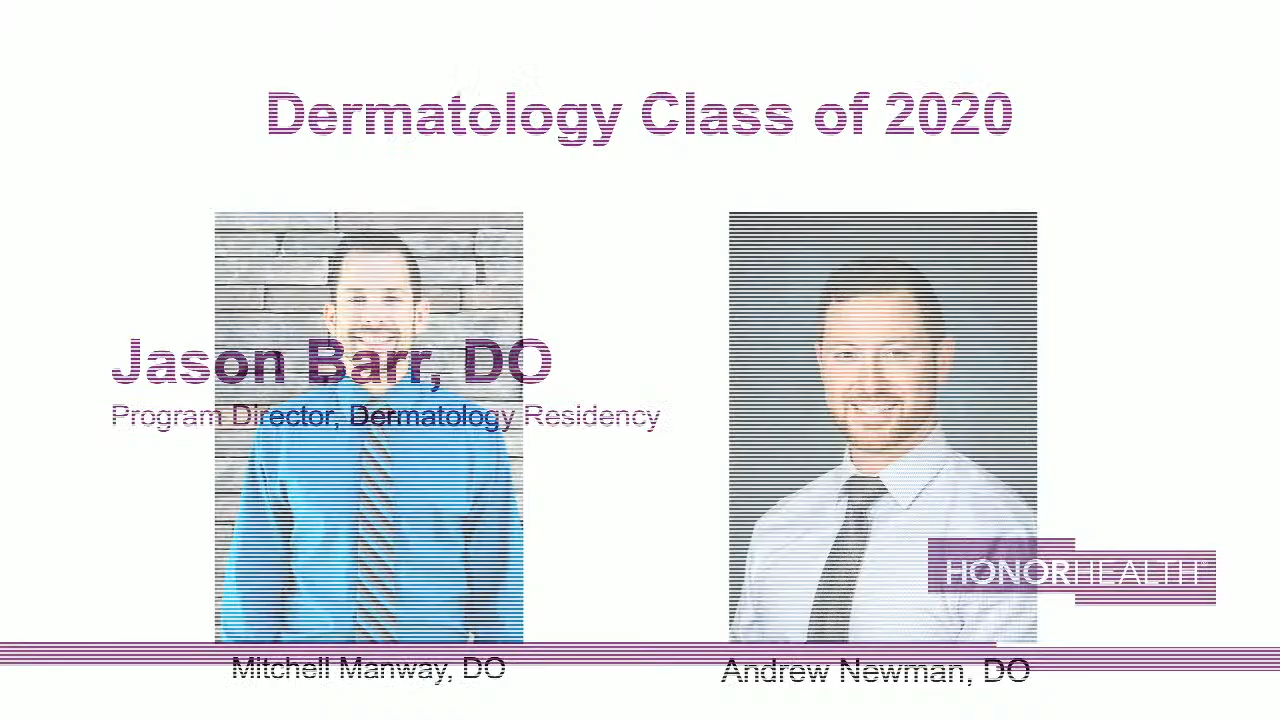 Dermatology Class of 2020
Jason Barr, DO
Program Director, Dermatology Residency
HONORHEALTH
Mitchell Manway, DO
Andrew Newman, DO